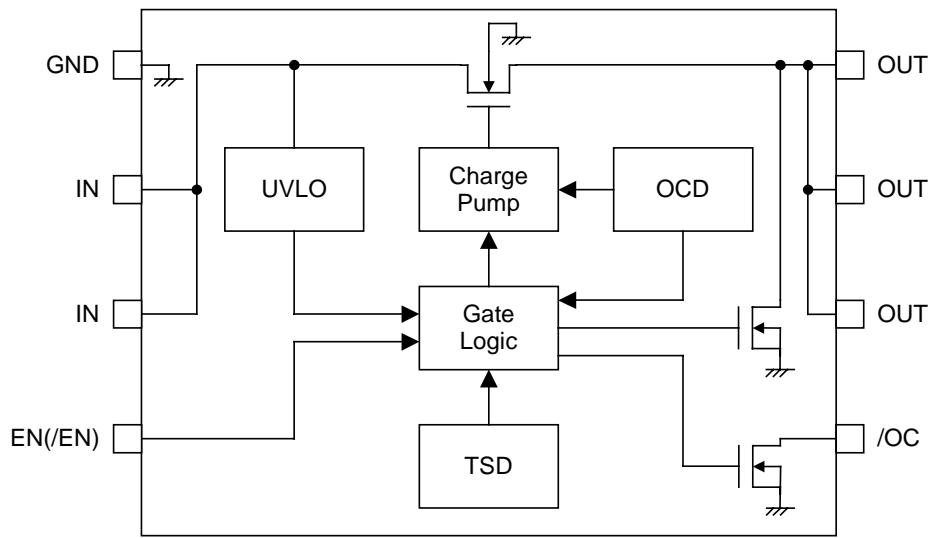 GND
OUT
IN
UVLO
Charge
Pump
OCD
OUT
IN
Gate
Logic
OUT
EN(/EN)
TSD
/OC